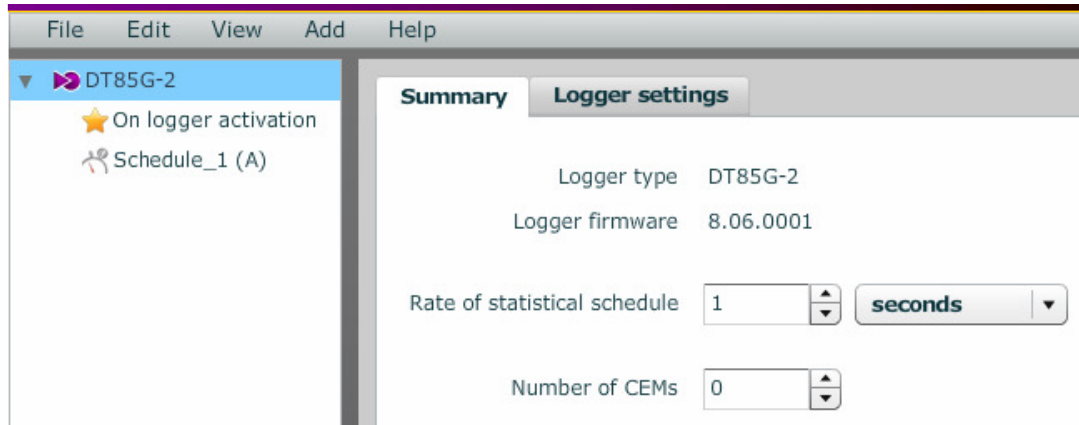 File Edit View Add Help
DT85G-2
On logger activation
Schedule_1 (A)
Summary Logger settings
Logger type DT85G-2
Logger firmware 8.06.0001
Rate of statistical schedule 1 seconds
Number of CEMs 0